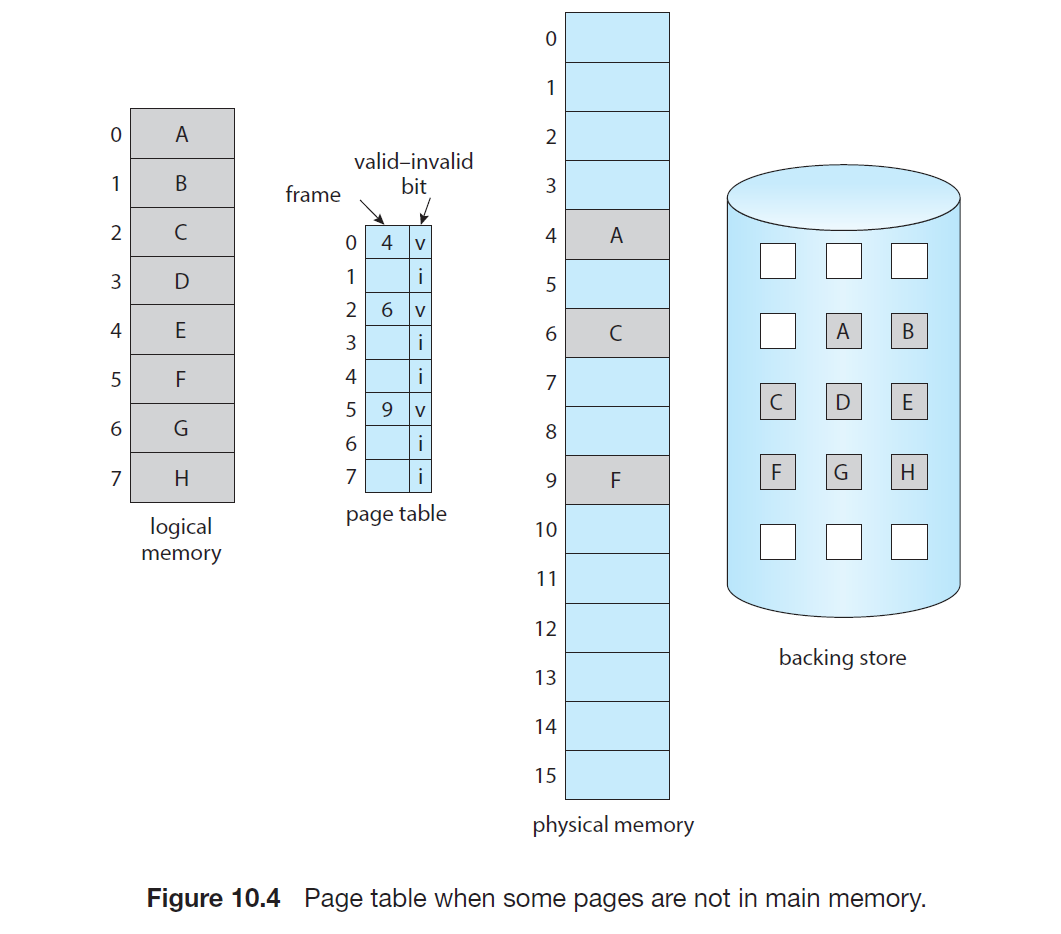 0 A
1 B
2 C
3 D
4 E
5 F
6 G
7 H
logical
memory
valid–invalid
bit
frame
0 4 v
1 i
2 6 v
3 i
4 i
5 9 v
6 i
7 i
page table
0
1
2
3
4 A
5
6 C
7
8
9 F
10
11
12
13
14
15
physical memory
A B
C D E
F G H
backing store
Figure 10.4 Page table when some pages are not in main memory.